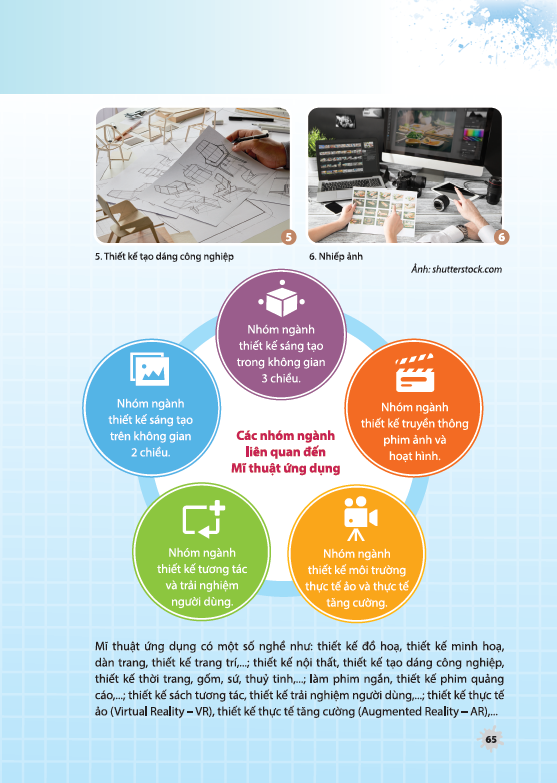 5
6
5. Thiết kế tạo dáng công nghiệp
6. Nhiếp ảnh
Ảnh: shutterstock.com
Nhóm ngành
thiết kế sáng tạo
trong không gian
3 chiều.
Nhóm ngành
thiết kế sáng tạo
trên không gian
2 chiều.
Nhóm ngành
thiết kế truyền thông
phim ảnh và
hoạt hình.
Các nhóm ngành
liên quan đến
Mĩ thuật ứng dụng
Nhóm ngành
thiết kế tương tác
và trải nghiệm
người dùng.
Nhóm ngành
thiết kế môi trường
thực tế ảo và thực tế
tăng cường.
Mĩ thuật ứng dụng có một số nghề như: thiết kế đồ hoạ, thiết kế minh hoạ,
dàn trang, thiết kế trang trí,...; thiết kế nội thất, thiết kế tạo dáng công nghiệp,
thiết kế thời trang, gốm, sứ, thuỷ tinh,...; làm phim ngắn, thiết kế phim quảng
cáo,...; thiết kế sách tương tác, thiết kế trải nghiệm người dùng,...; thiết kế thực tế
ảo (Virtual Reality – VR), thiết kế thực tế tăng cường (Augmented Reality – AR),...
65